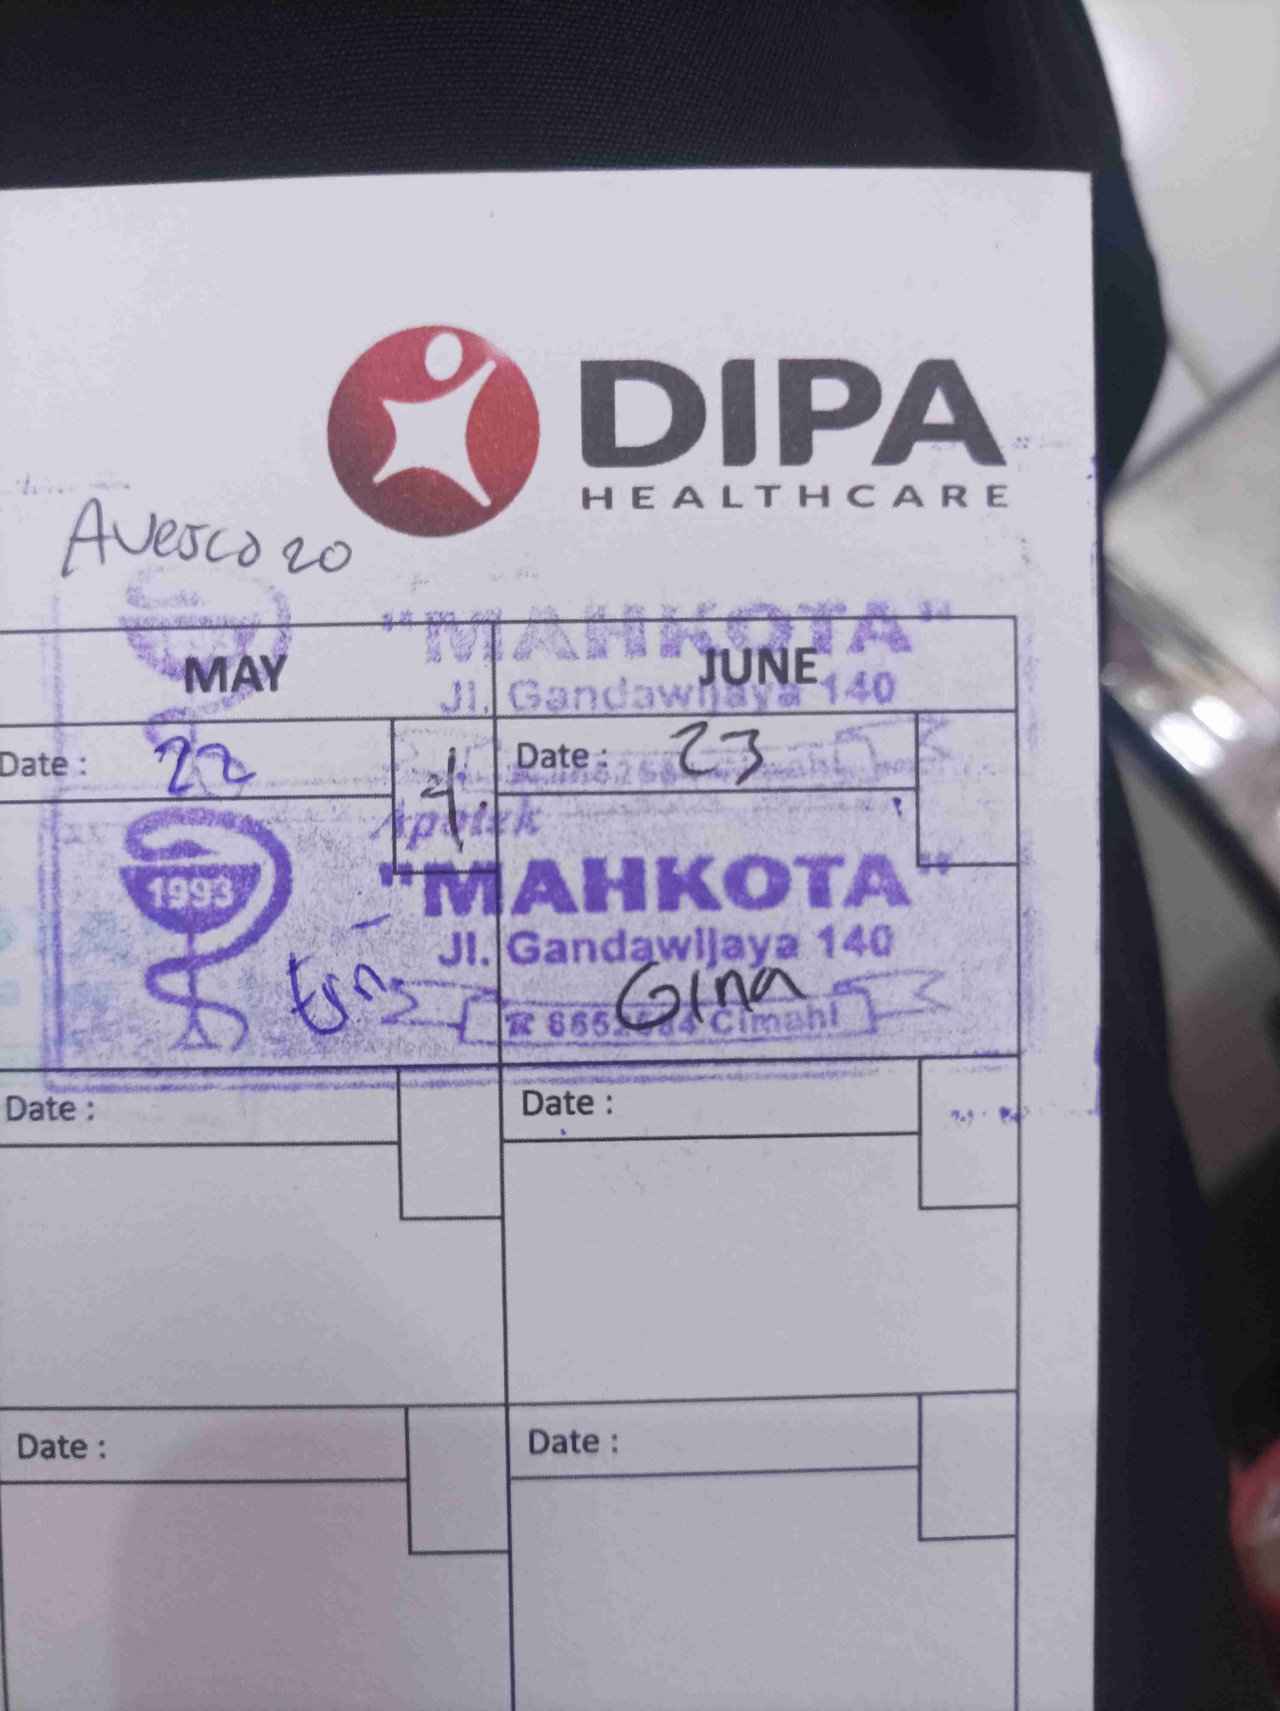 DIPA
HEALTHCARE
Avesco 20
"MAHKOTA"
Jl. Gandawijaya 140
MAY
JUNE
Date : 22
Date : 23
Cimahi
Apotek
"MAHKOTA"
1993
Jl. Gandawijaya 140
Gina
Cimahi
Date :
Date :
Date :
Date :